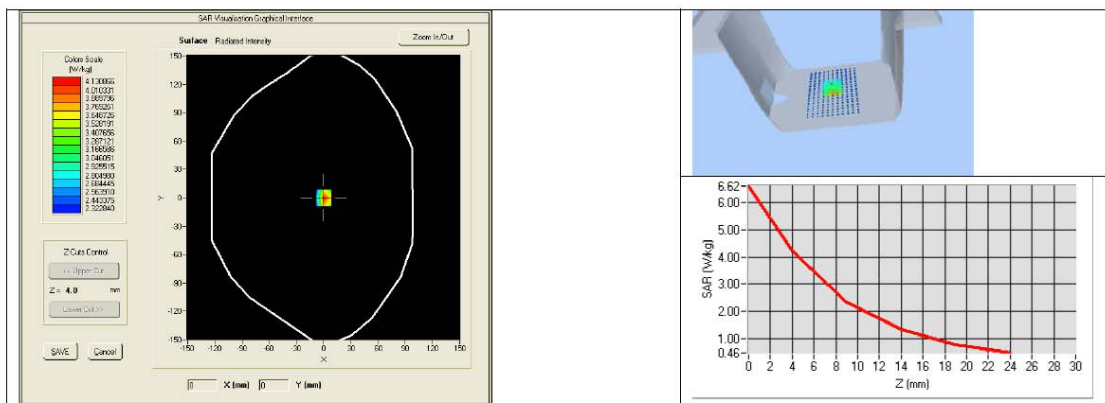 SAR Visualisation Graphical Interface
Surface Radiated Intensity
Zoom In/Out
Colors Scale
(W/kg)
4.130866
4.010331
3.889796
3.769261
3.648726
3.528191
3.407656
3.287121
3.166586
3.046051
2.925515
2.804980
2.684445
2.563910
2.443375
2.322840
Z Cuts Control
<< Upper Cut
Z = 4.0 mm
Lower Cut >>
SAVE Cancel
150
120
90
60
30
0
-30
-60
-90
-120
-150
Y
-150 -120 -90 -60 -30 0 30 60 90 120 150
X
0 X (mm) 0 Y (mm)
6.62
5.00
4.00
3.00
2.00
1.00
0.46
SAR (W/kg)
0 2 4 6 8 10 12 14 16 18 20 22 24 26 28 30
Z (mm)